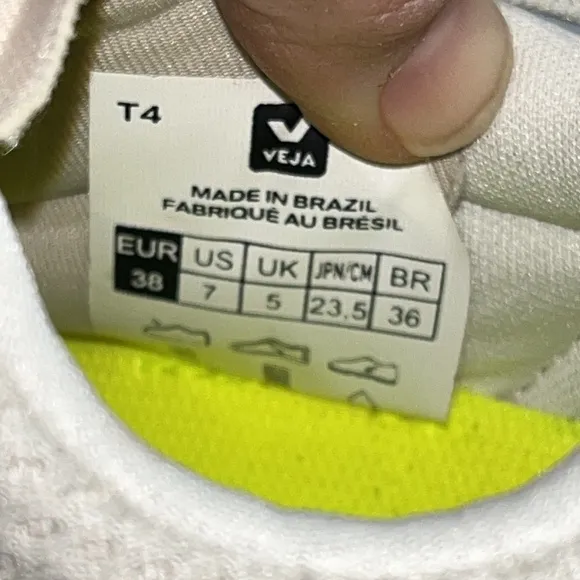 T4
VEJA
MADE IN BRAZIL
FABRIQUÉ AU BRÉSIL
EUR US UK JPN/CM BR
38 7 5 23.5 36